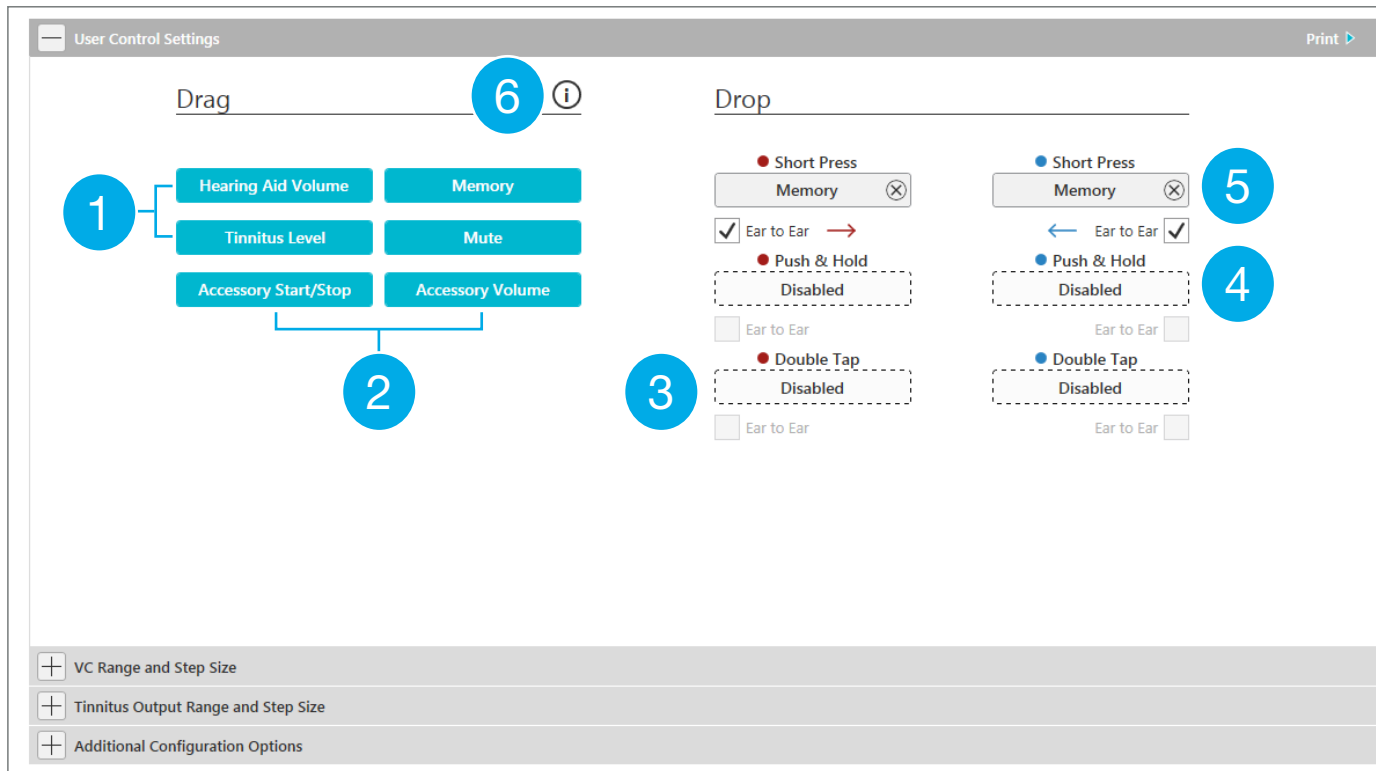 User Control Settings Print
Drag 6 i Drop
Short Press Short Press
Hearing Aid Volume Memory Memory Memory 5
1
Tinnitus Level Mute Ear to Ear Ear to Ear
Push & Hold Push & Hold
Accessory Start/Stop Accessory Volume Disabled Disabled 4
Ear to Ear Ear to Ear
Double Tap Double Tap
2 3 Disabled Disabled
Ear to Ear Ear to Ear
VC Range and Step Size
Tinnitus Output Range and Step Size
Additional Configuration Options